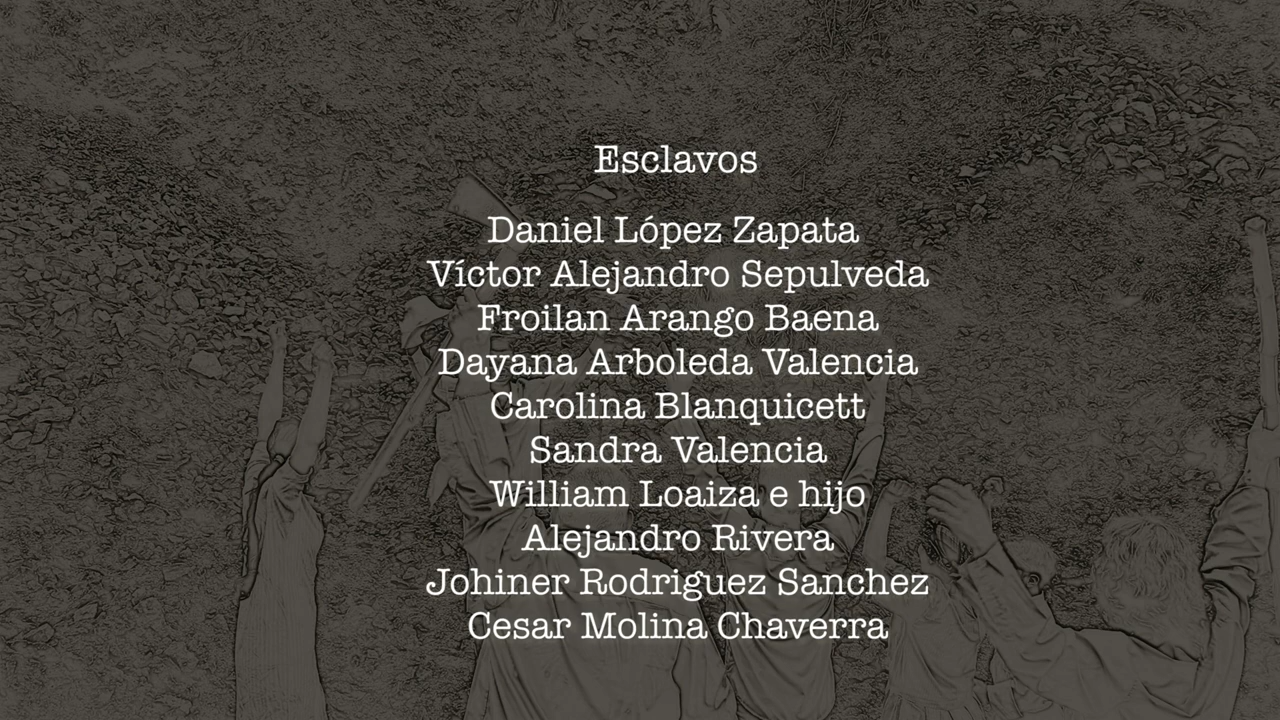 Esclavos
Daniel López Zapata
Víctor Alejandro Sepulveda
Froilan Arango Baena
Dayana Arboleda Valencia
Carolina Blanquicett
Sandra Valencia
William Loaiza e hijo
Alejandro Rivera
Johiner Rodriguez Sanchez
Cesar Molina Chaverra